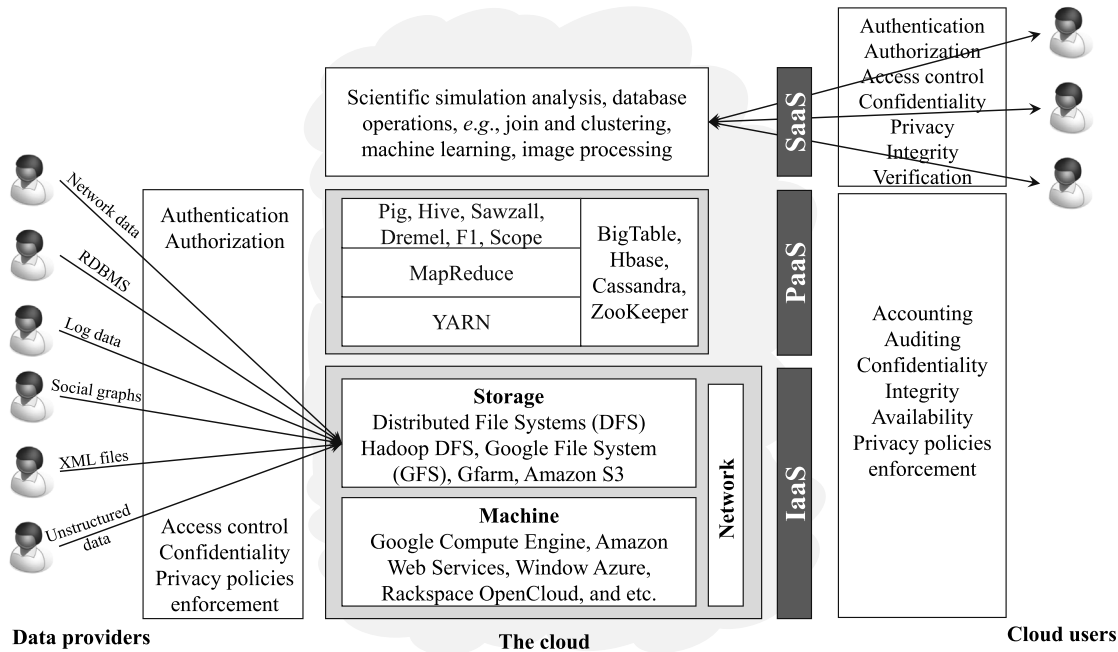 Network data
RDBMS
Log data
Social graphs
XML files
Unstructured
data
Data providers
Authentication
Authorization
Access control
Confidentiality
Privacy policies
enforcement
Scientific simulation analysis, database
operations, e.g., join and clustering,
machine learning, image processing
Pig, Hive, Sawzall,
Dremel, F1, Scope
MapReduce
YARN
BigTable,
Hbase,
Cassandra,
ZooKeeper
Storage
Distributed File Systems (DFS)
Hadoop DFS, Google File System
(GFS), Gfarm, Amazon S3
Machine
Google Compute Engine, Amazon
Web Services, Window Azure,
Rackspace OpenCloud, and etc.
Network
The cloud
SaaS
PaaS
IaaS
Authentication
Authorization
Access control
Confidentiality
Privacy
Integrity
Verification
Accounting
Auditing
Confidentiality
Integrity
Availability
Privacy policies
enforcement
Cloud users